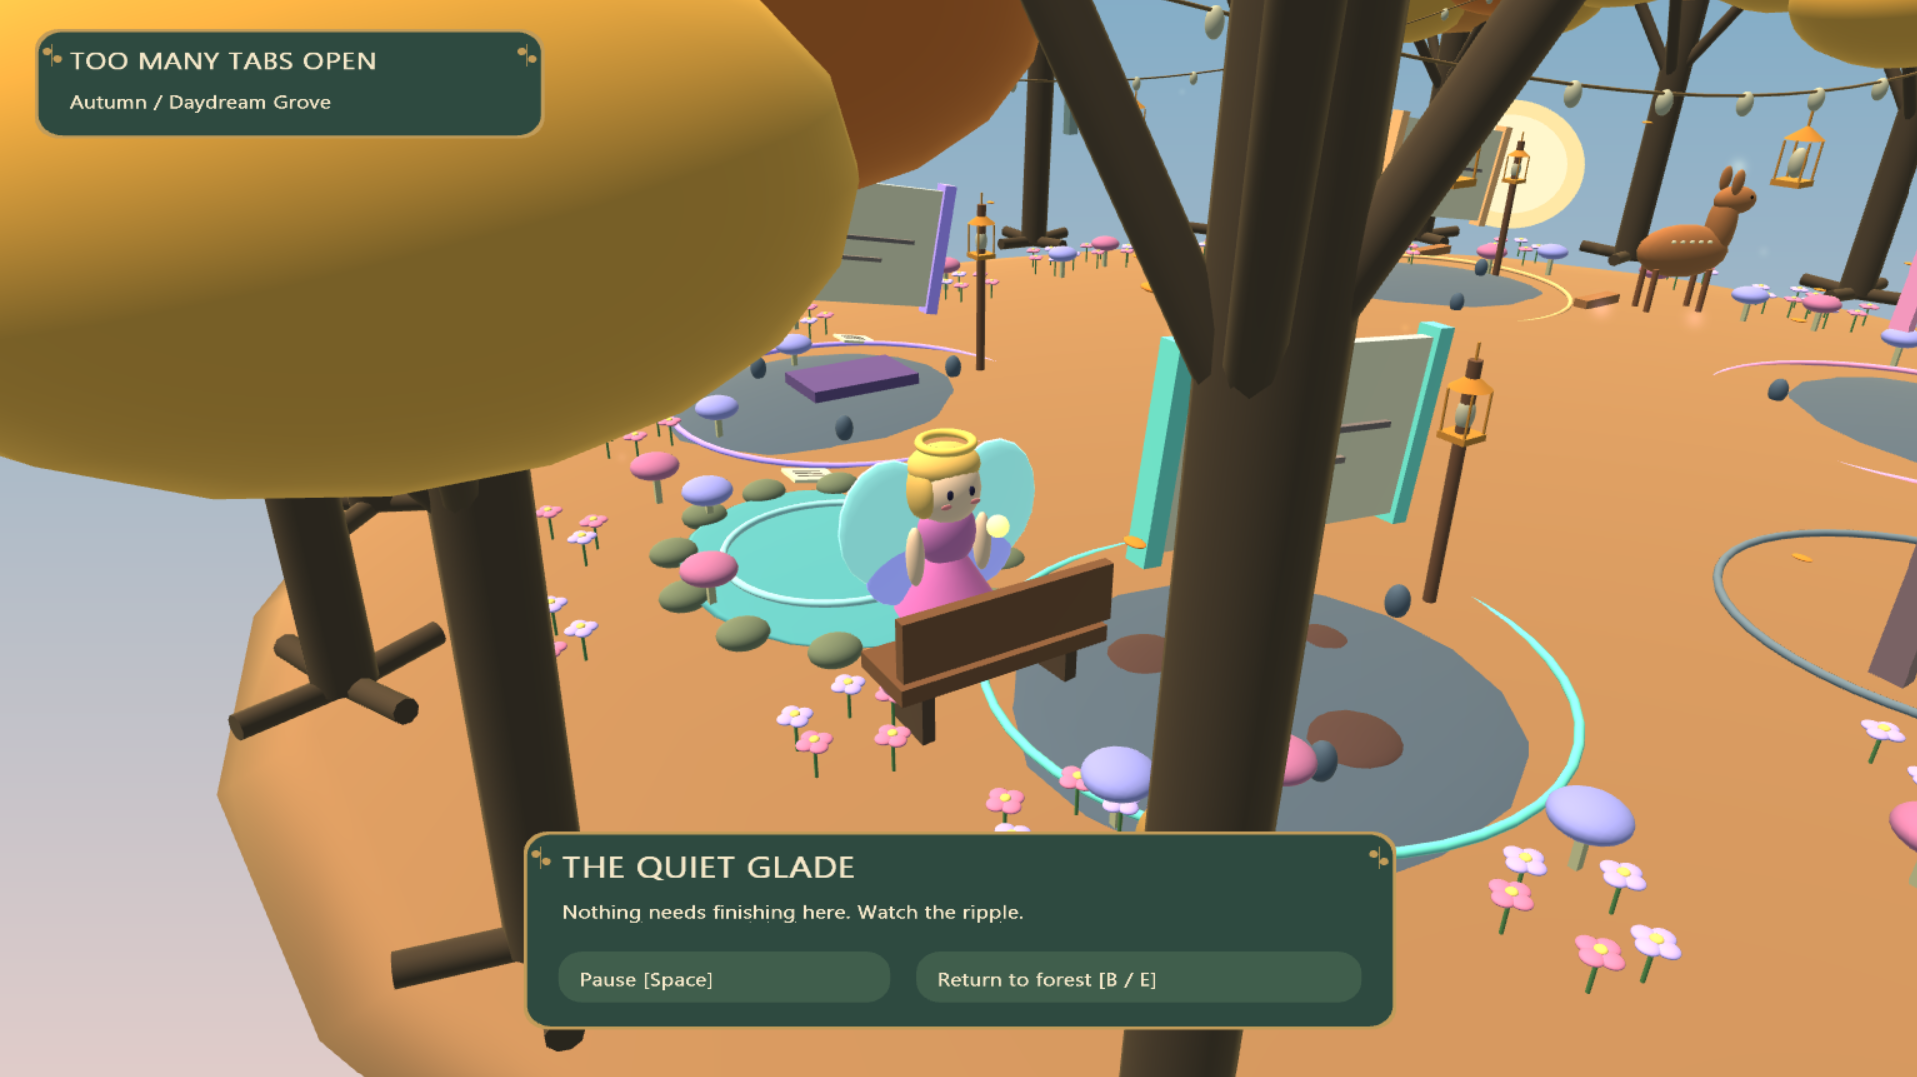 TOO MANY TABS OPEN
Autumn / Daydream Grove
THE QUIET GLADE
Nothing needs finishing here. Watch the ripple.
Pause [Space]
Return to forest [B / E]